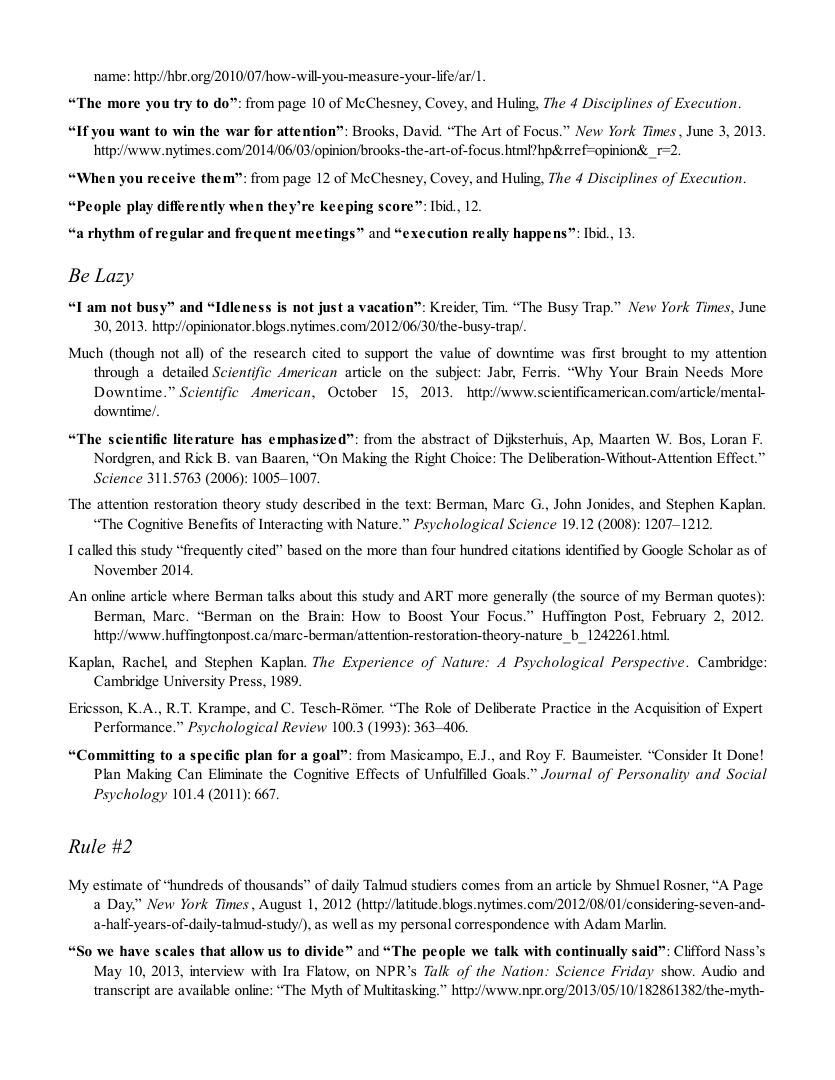 name: http://hbr.org/2010/07/how-will-you-measure-your-life/ar/1.
“The more you try to do”: from page 10 of McChesney, Covey, and Huling, The 4 Disciplines of Execution.
“If you want to win the war for attention”: Brooks, David. “The Art of Focus.” New York Times, June 3, 2013.
http://www.nytimes.com/2014/06/03/opinion/brooks-the-art-of-focus.html?hp&rref=opinion&_r=2.
“When you receive them”: from page 12 of McChesney, Covey, and Huling, The 4 Disciplines of Execution.
“People play differently when they’re keeping score”: Ibid., 12.
“a rhythm of regular and frequent meetings” and “execution really happens”: Ibid., 13.
Be Lazy
“I am not busy” and “Idleness is not just a vacation”: Kreider, Tim. “The Busy Trap.” New York Times, June
30, 2013. http://opinionator.blogs.nytimes.com/2012/06/30/the-busy-trap/.
Much (though not all) of the research cited to support the value of downtime was first brought to my attention
through a detailed Scientific American article on the subject: Jabr, Ferris. “Why Your Brain Needs More
Downtime.” Scientific American, October 15, 2013. http://www.scientificamerican.com/article/mental-
downtime/.
“The scientific literature has emphasized”: from the abstract of Dijksterhuis, Ap, Maarten W. Bos, Loran F.
Nordgren, and Rick B. van Baaren, “On Making the Right Choice: The Deliberation-Without-Attention Effect.”
Science 311.5763 (2006): 1005–1007.
The attention restoration theory study described in the text: Berman, Marc G., John Jonides, and Stephen Kaplan.
“The Cognitive Benefits of Interacting with Nature.” Psychological Science 19.12 (2008): 1207–1212.
I called this study “frequently cited” based on the more than four hundred citations identified by Google Scholar as of
November 2014.
An online article where Berman talks about this study and ART more generally (the source of my Berman quotes):
Berman, Marc. “Berman on the Brain: How to Boost Your Focus.” Huffington Post, February 2, 2012.
http://www.huffingtonpost.ca/marc-berman/attention-restoration-theory-nature_b_1242261.html.
Kaplan, Rachel, and Stephen Kaplan. The Experience of Nature: A Psychological Perspective. Cambridge:
Cambridge University Press, 1989.
Ericsson, K.A., R.T. Krampe, and C. Tesch-Römer. “The Role of Deliberate Practice in the Acquisition of Expert
Performance.” Psychological Review 100.3 (1993): 363–406.
“Committing to a specific plan for a goal”: from Masicampo, E.J., and Roy F. Baumeister. “Consider It Done!
Plan Making Can Eliminate the Cognitive Effects of Unfulfilled Goals.” Journal of Personality and Social
Psychology 101.4 (2011): 667.
Rule #2
My estimate of “hundreds of thousands” of daily Talmud studiers comes from an article by Shmuel Rosner, “A Page
a Day,” New York Times, August 1, 2012 (http://latitude.blogs.nytimes.com/2012/08/01/considering-seven-and-
a-half-years-of-daily-talmud-study/), as well as my personal correspondence with Adam Marlin.
“So we have scales that allow us to divide” and “The people we talk with continually said”: Clifford Nass’s
May 10, 2013, interview with Ira Flatow, on NPR’s Talk of the Nation: Science Friday show. Audio and
transcript are available online: “The Myth of Multitasking.” http://www.npr.org/2013/05/10/182861382/the-myth-